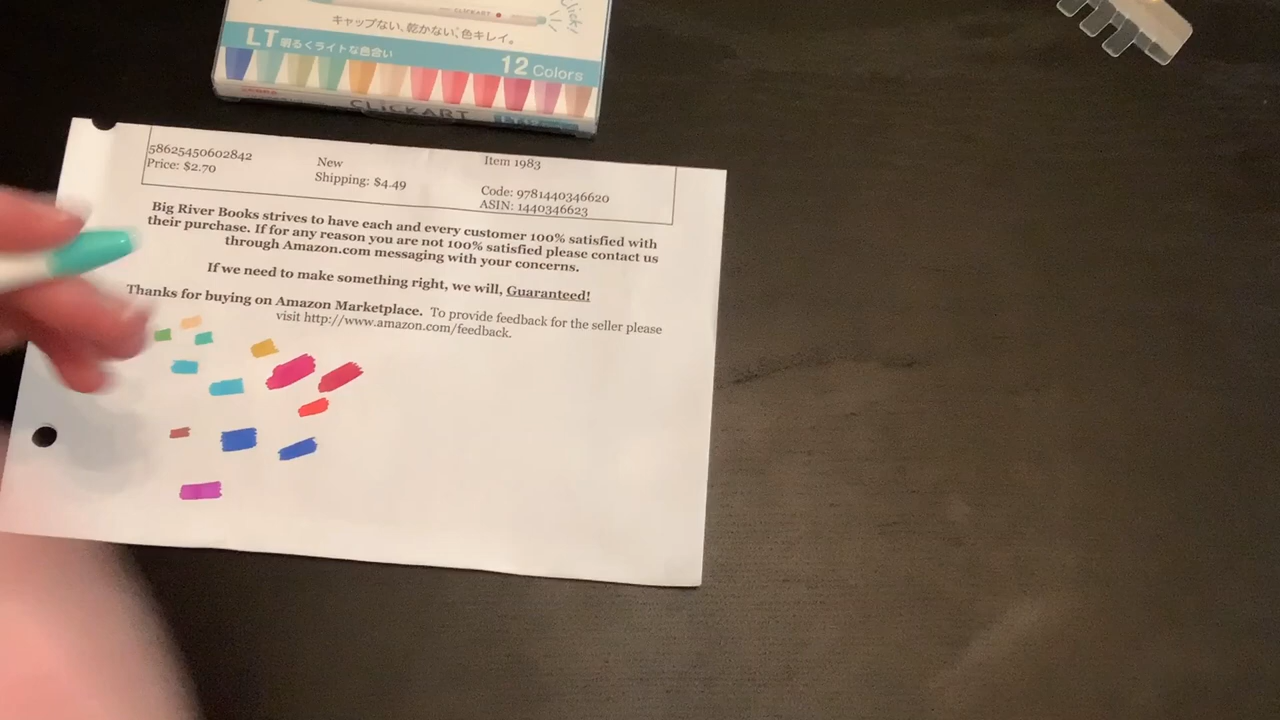 CLICKART
Click!
キャップない、乾かない、色キレイ。
LT 明るくライトな色合い
12 Colors
CLiCKART
58625450602842
New
Item 1983
Price: $2.70
Shipping: $4.49
Code: 9781440346620
ASIN: 1440346623
Big River Books strives to have each and every customer 100% satisfied with
their purchase. If for any reason you are not 100% satisfied please contact us
through Amazon.com messaging with your concerns.
If we need to make something right, we will, Guaranteed!
Thanks for buying on Amazon Marketplace. To provide feedback for the seller please
visit http://www.amazon.com/feedback.